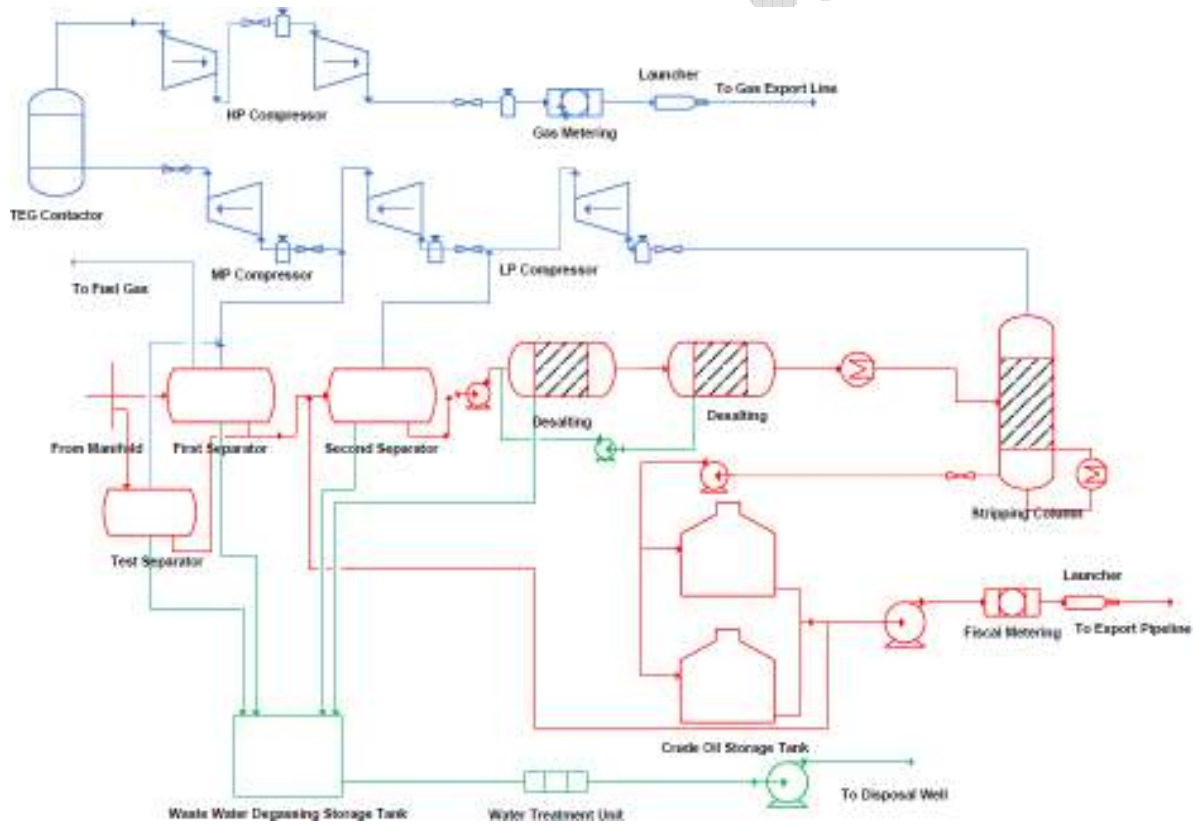 Launcher
To Gas Export Line
HP Compressor
Gas Metering
TEG Contactor
MP Compressor
LP Compressor
To Fuel Gas
Desalting
Desalting
From Manifold
First Separator
Second Separator
Stripping Column
Test Separator
Launcher
Fiscal Metering
To Export Pipeline
Crude Oil Storage Tank
To Disposal Well
Waste Water Degassing Storage Tank
Water Treatment Unit